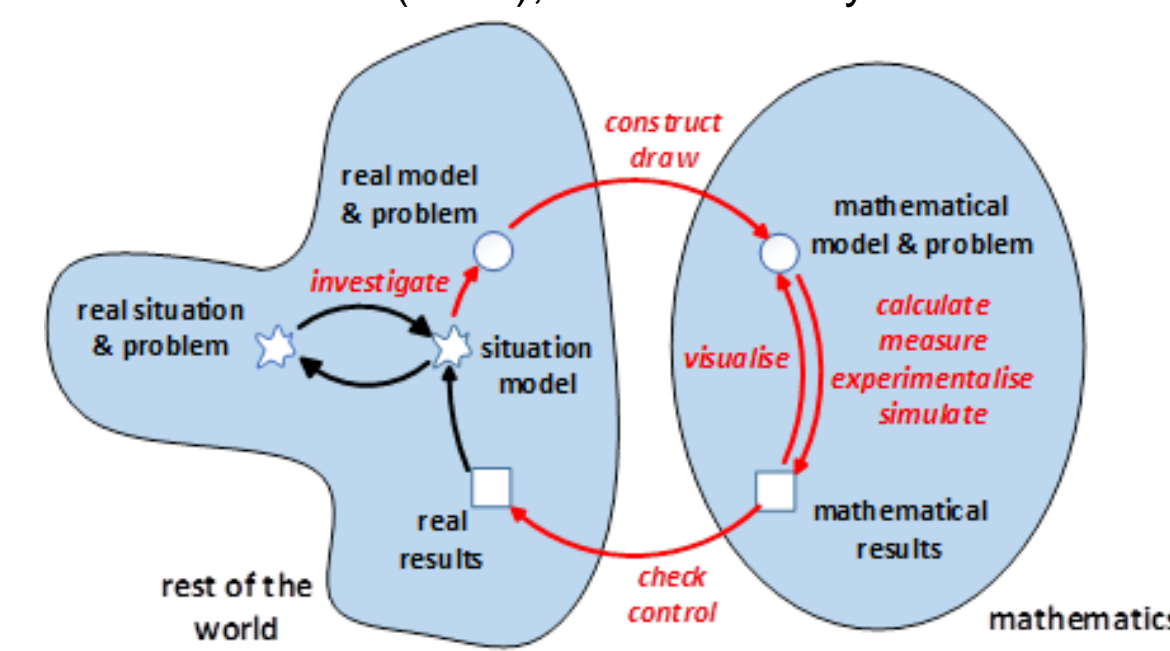 construct
draw
real model
& problem
mathematical
model & problem
investigate
real situation
& problem
situation
model
visualise
calculate
measure
experimentalise
simulate
real
results
mathematical
results
check
control
rest of the
world
mathematics